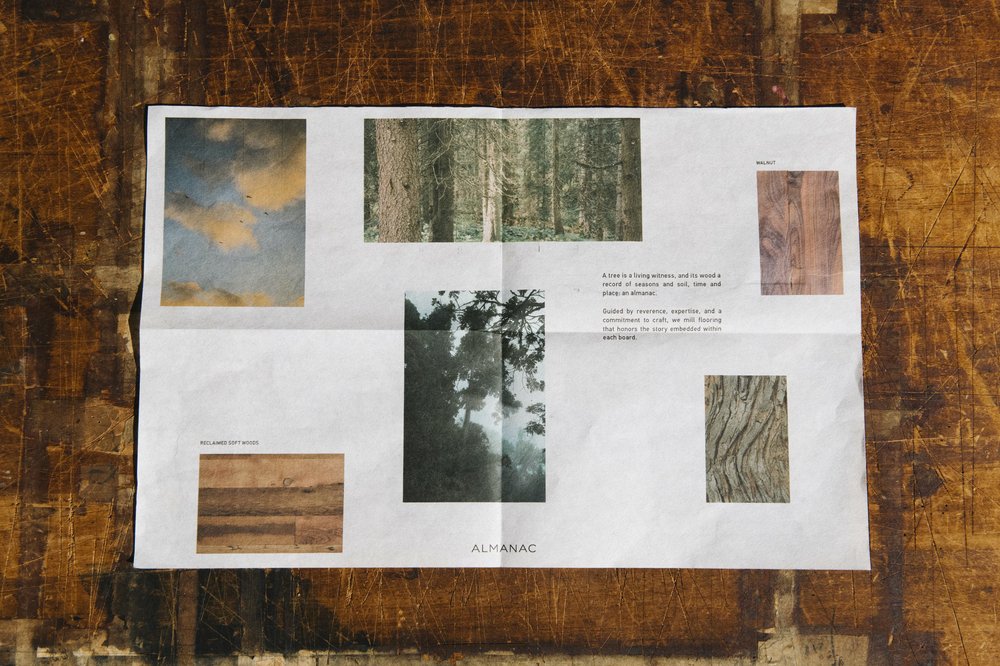 WALNUT
A tree is a living witness, and its wood a
record of seasons and soil, time and
place; an almanac.
Guided by reverence, expertise, and a
commitment to craft, we mill flooring
that honors the story embedded within
each board.
RECLAIMED SOFT WOODS
ALMANAC